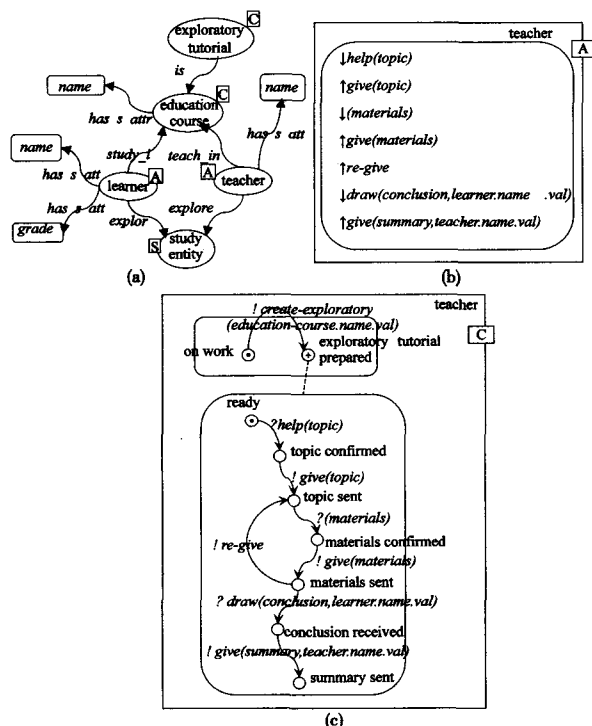 exploratory
tutorial
C
is
name
education
course
C
has s attr
name
name
has s att
study_i
teach_in
has s att
learner
A
A
teacher
has s att
explor
explore
grade
S
study
entity
(a)
teacher
A
↓help(topic)
↑give(topic)
↓(materials)
↑give(materials)
↑re-give
↓draw(conclusion,learner.name .val)
↑give(summary,teacher.name.val)
(b)
teacher
C
! create-exploratory
(education-course.name.val)
on work
exploratory tutorial
prepared
ready
?help(topic)
topic confirmed
! give(topic)
topic sent
?(materials)
! re-give
materials confirmed
! give(materials)
materials sent
? draw(conclusion,learner.name.val)
conclusion received
! give(summary,teacher.name.val)
summary sent
(c)